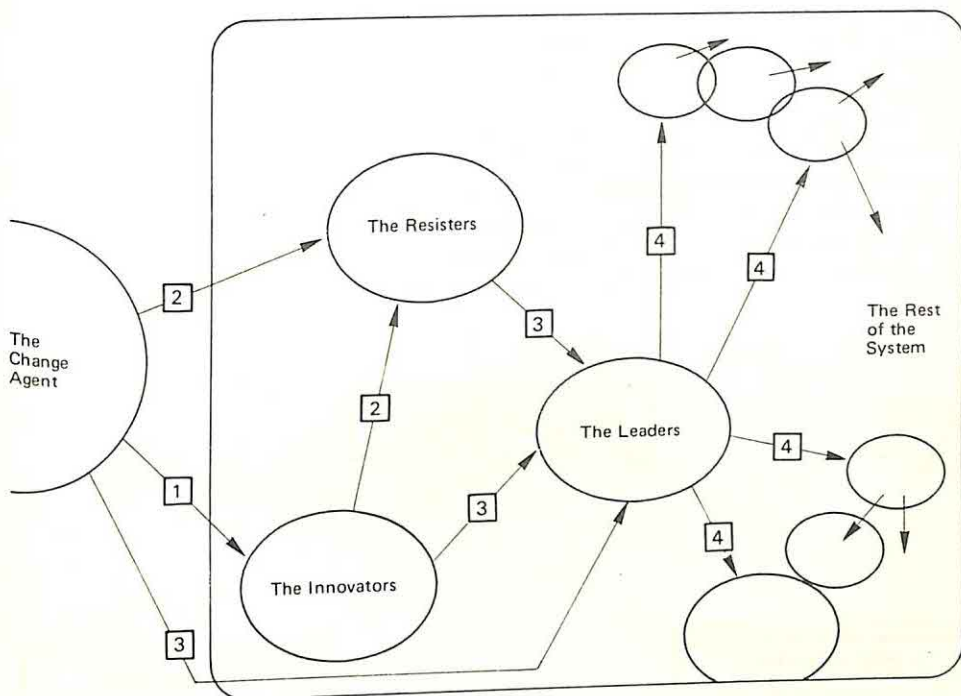 4
4
The Resisters
2
The Rest
of the
System
3
The
Change
Agent
2
The Leaders
4
1
3
4
The Innovators
3